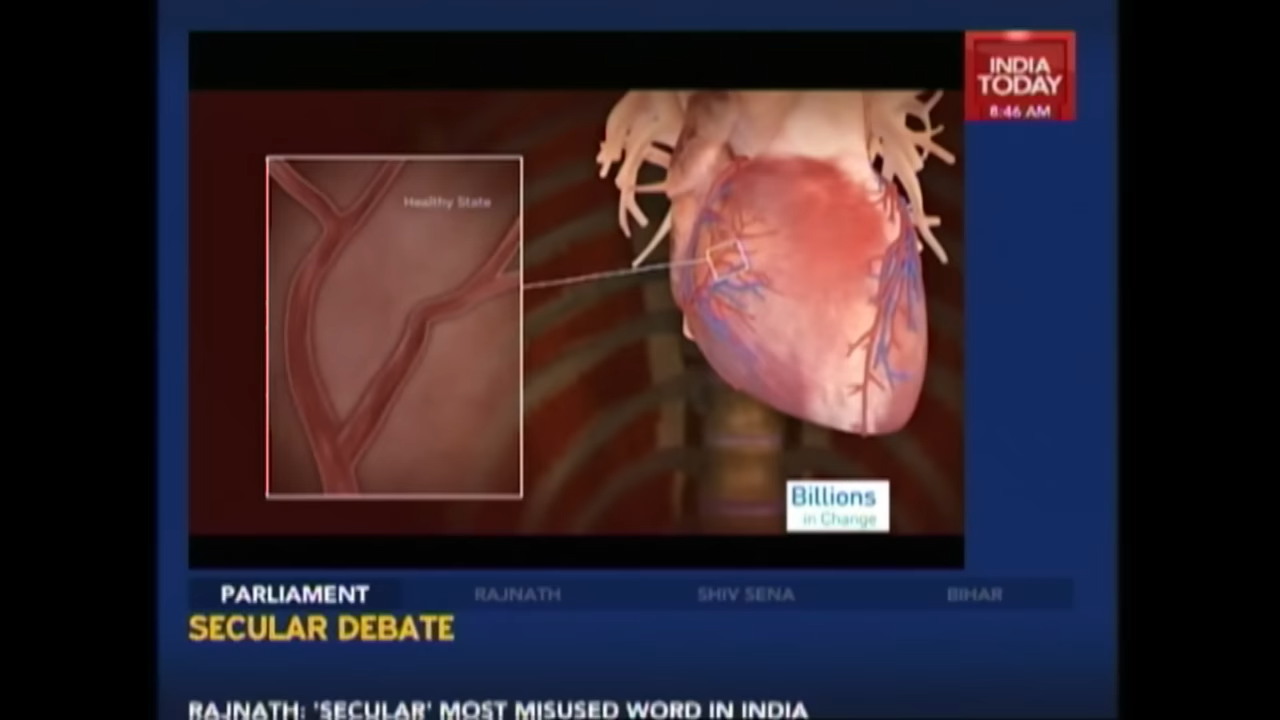 INDIA
TODAY
8:46 AM
Healthy State
Billions
in Change
PARLIAMENT
RAJNATH
SHIV SENA
BIHAR
SECULAR DEBATE
RAJNATH: 'SECULAR' MOST MISUSED WORD IN INDIA